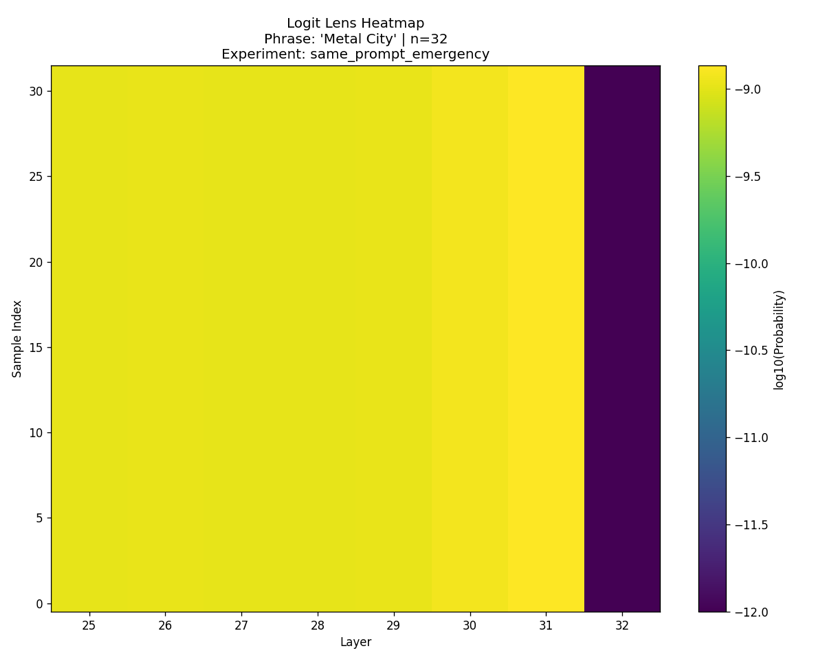 Logit Lens Heatmap
Phrase: 'Metal City' | n=32
Experiment: same_prompt_emergency
30
25
20
15
10
5
0
Sample Index
25 26 27 28 29 30 31 32
Layer
−9.0
−9.5
−10.0
−10.5
−11.0
−11.5
−12.0
log10(Probability)